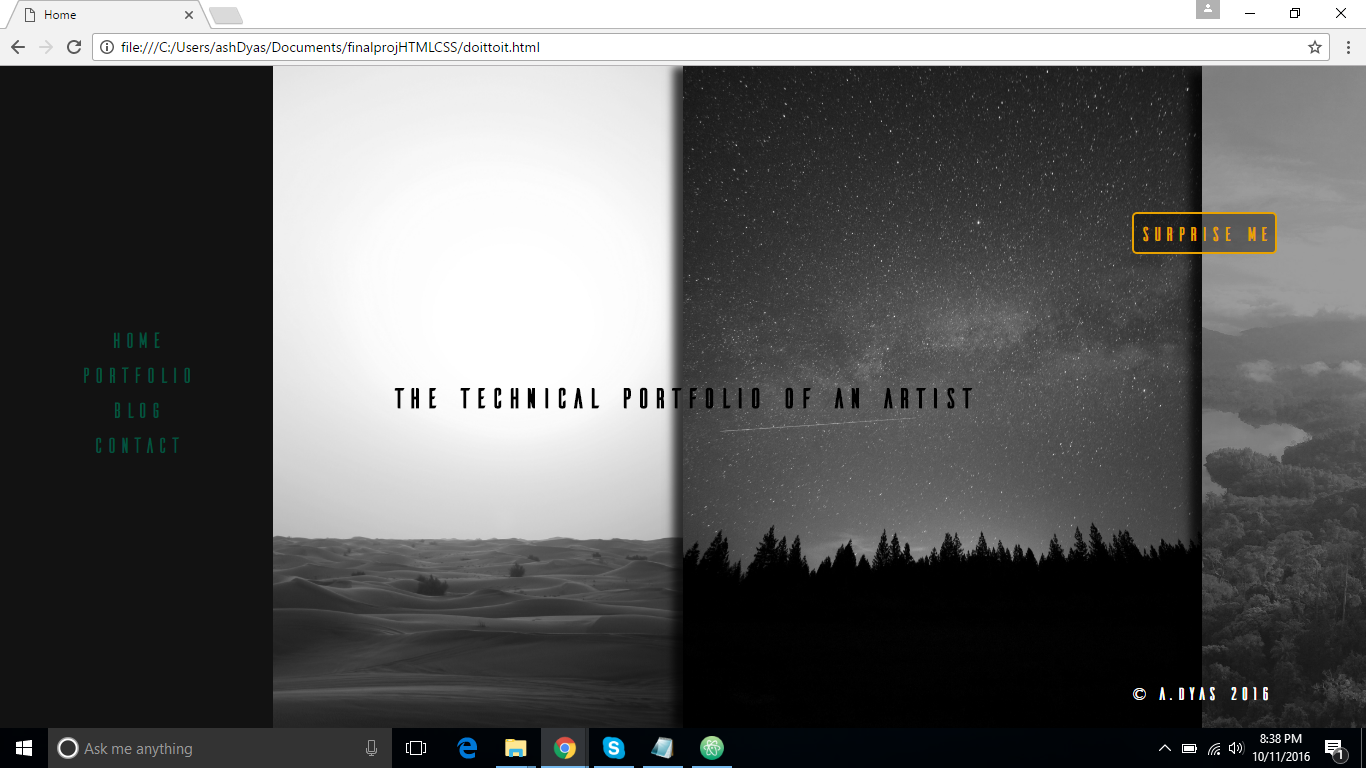 Home
file:///C:/Users/ashDyas/Documents/finalprojHTMLCSS/doittoit.html
SURPRISE ME
HOME
PORTFOLIO
BLOG
CONTACT
THE TECHNICAL PORTFOLIO OF AN ARTIST
© A.DYAS 2016
Ask me anything
8:38 PM
10/11/2016
1